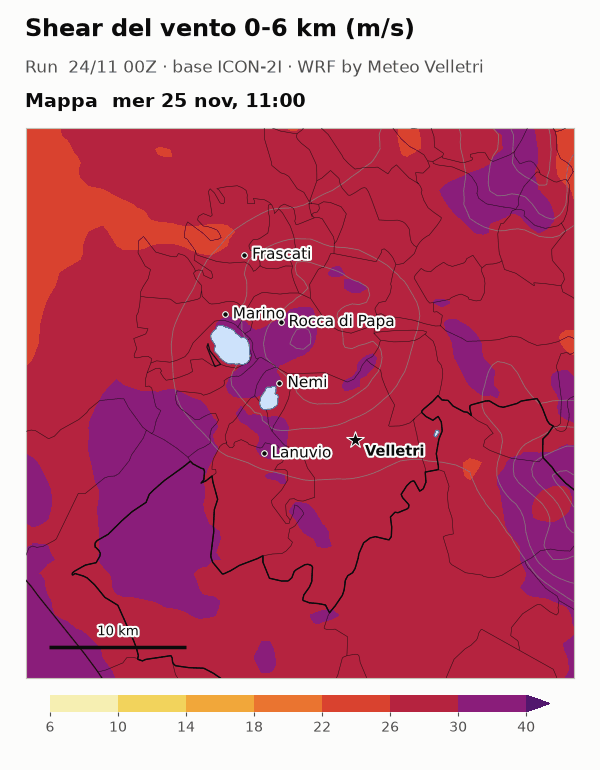 Shear del vento 0-6 km (m/s)
Run  24/11 00Z · base ICON-2I · WRF by Meteo Velletri
Mappa  mer 25 nov, 11:00
Frascati
Marino
Rocca di Papa
Nemi
Velletri
Lanuvio
10 km
6 10 14 18 22 26 30 40